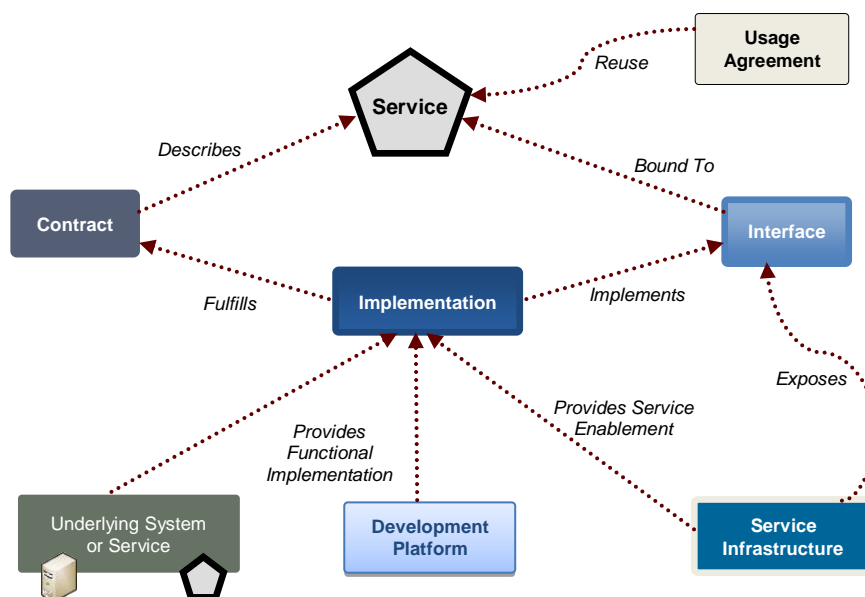 Usage
Agreement
Reuse
Service
Describes
Bound To
Contract
Interface
Implementation
Fulfills
Implements
Exposes
Provides Service
Enablement
Provides
Functional
Implementation
Underlying System
or Service
Development
Platform
Service
Infrastructure